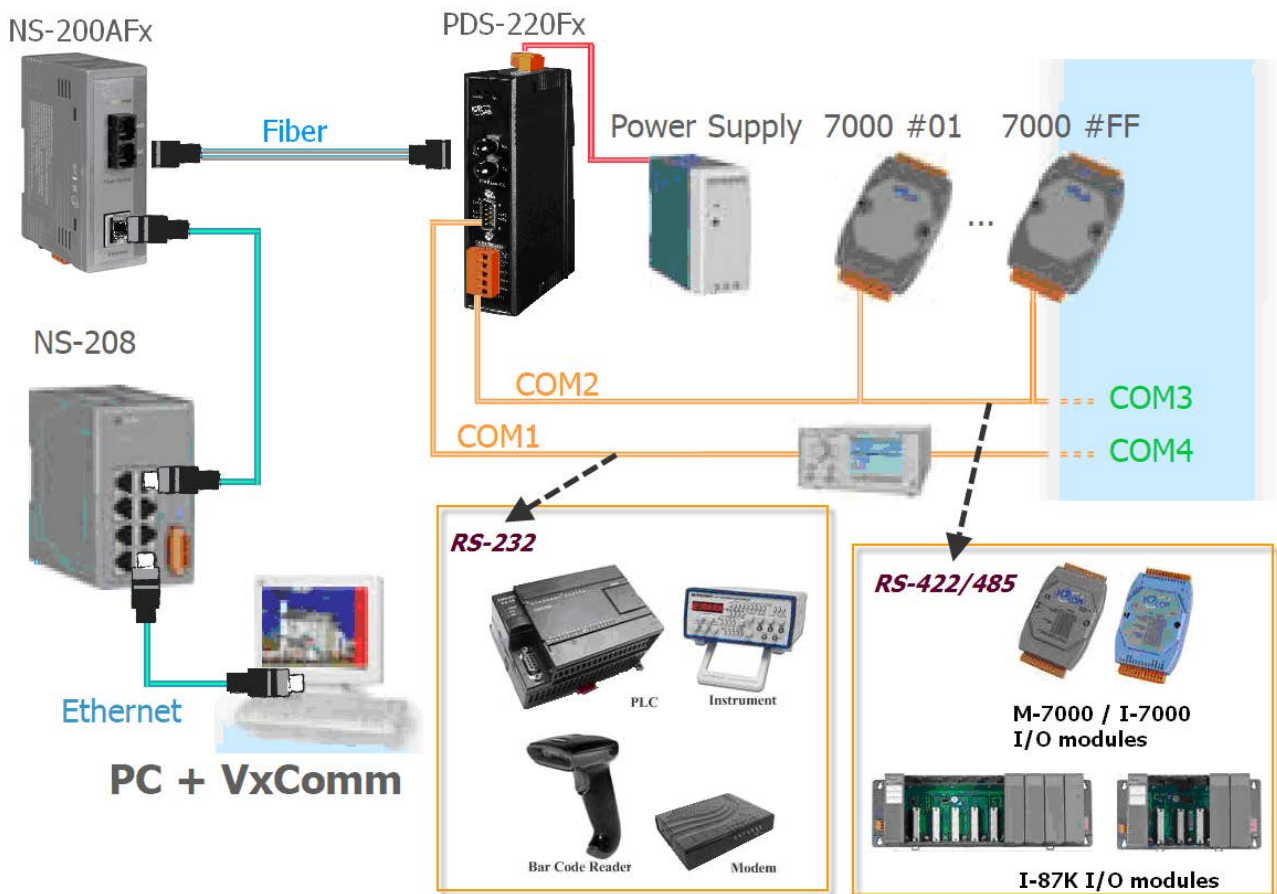 NS-200AFx
PDS-220Fx
Fiber
Power Supply
7000 #01
7000 #FF
...
NS-208
COM2
COM3
COM1
COM4
RS-232
RS-422/485
PLC
Instrument
Ethernet
M-7000 / I-7000
I/O modules
PC + VxComm
Bar Code Reader
Modem
I-87K I/O modules